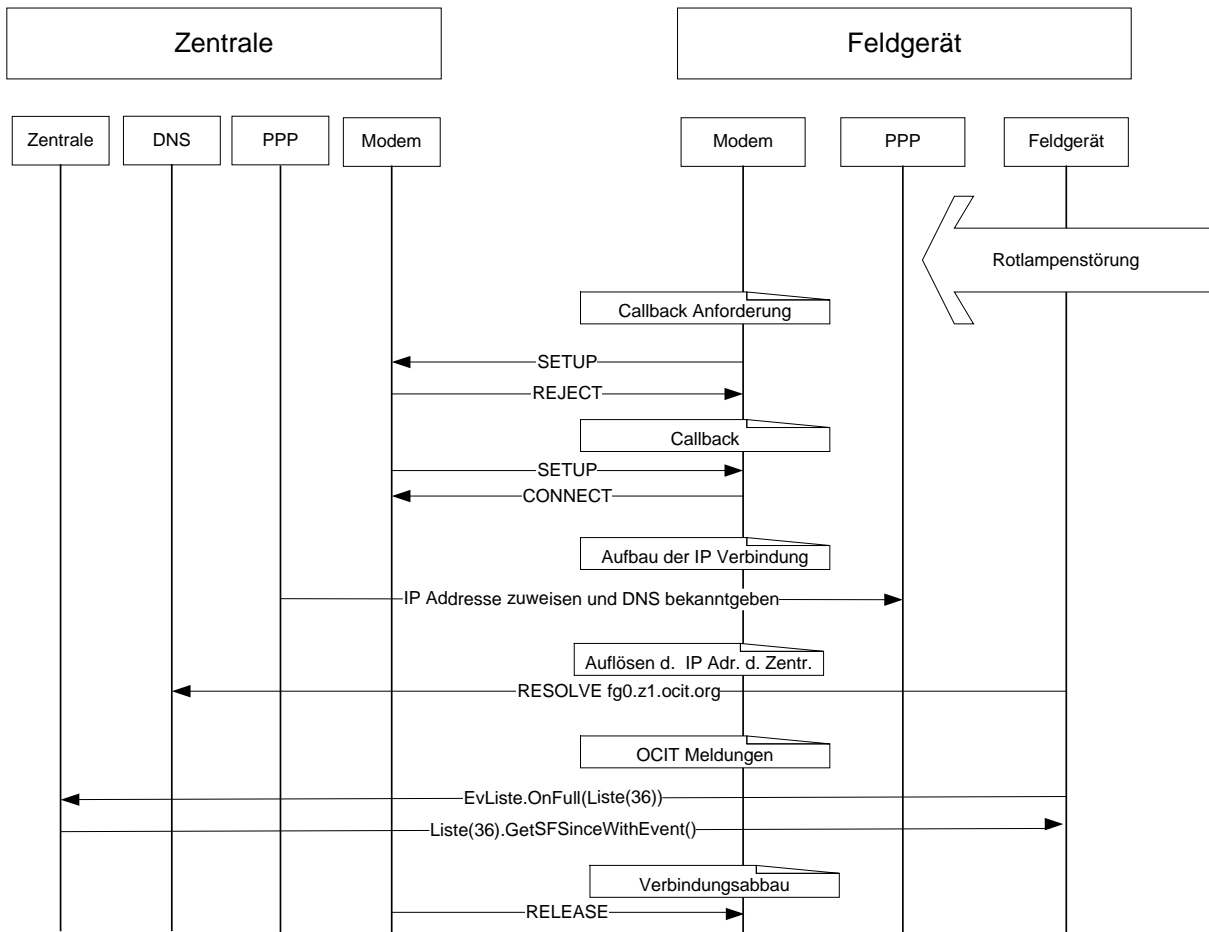 Zentrale
Feldgerät
Zentrale
DNS
PPP
Modem
Modem
PPP
Feldgerät
Rotlampenstörung
Callback Anforderung
SETUP
REJECT
Callback
SETUP
CONNECT
Aufbau der IP Verbindung
IP Addresse zuweisen und DNS bekanntgeben
Auflösen d. IP Adr. d. Zentr.
RESOLVE fg0.z1.ocit.org
OCIT Meldungen
EvListe.OnFull(Liste(36))
Liste(36).GetSFSinceWithEvent()
Verbindungsabbau
RELEASE